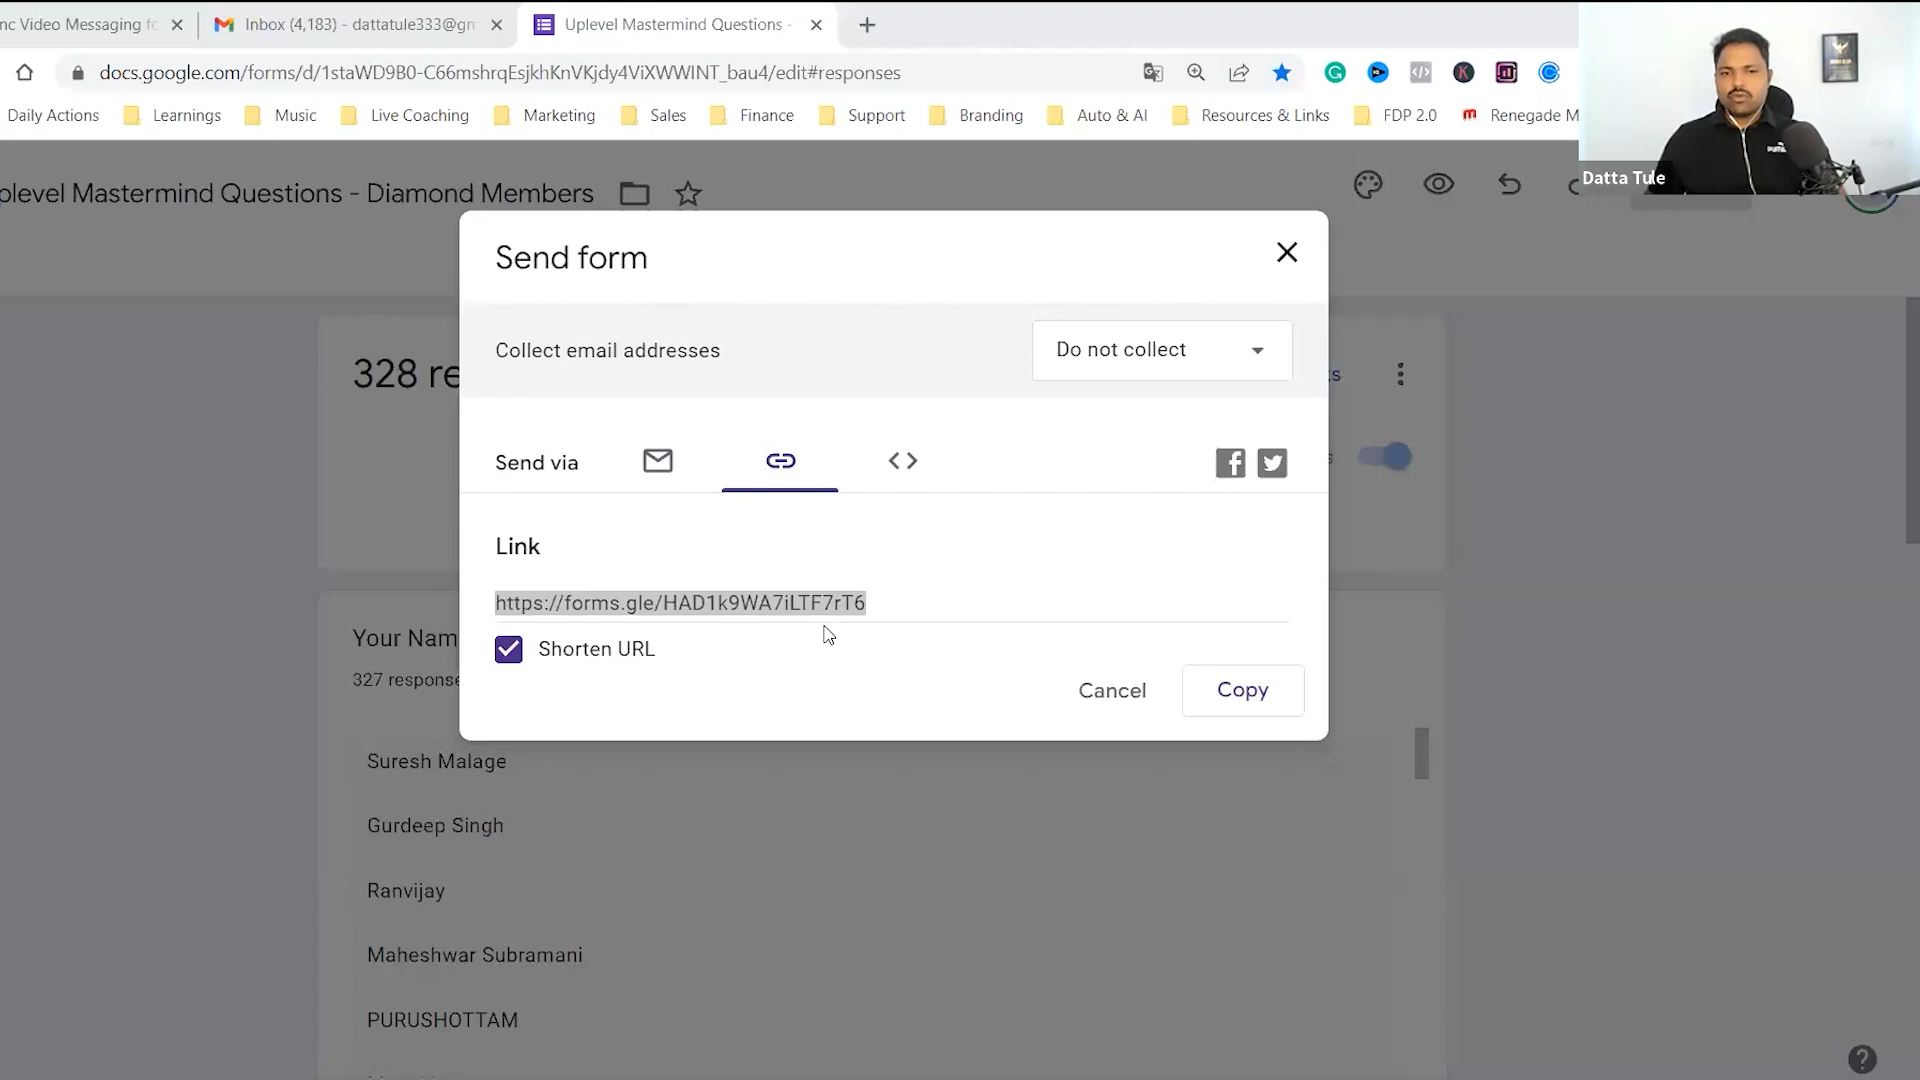 nc Video Messaging fo
Inbox (4,183) - dattatule333@gm
Uplevel Mastermind Questions -
docs.google.com/forms/d/1staWD9B0-C66mshrqEsjkhKnVKjdy4ViXWWINT_bau4/edit#responses
Daily Actions
Learnings
Music
Live Coaching
Marketing
Sales
Finance
Support
Branding
Auto & AI
Resources & Links
FDP 2.0
Renegade M
Datta Tule
plevel Mastermind Questions - Diamond Members
Send form
Collect email addresses
Do not collect
328 re
Send via
Link
https://forms.gle/HAD1k9WA7iLTF7rT6
Shorten URL
Cancel
Copy
Your Nam
327 response
Suresh Malage
Gurdeep Singh
Ranvijay
Maheshwar Subramani
PURUSHOTTAM